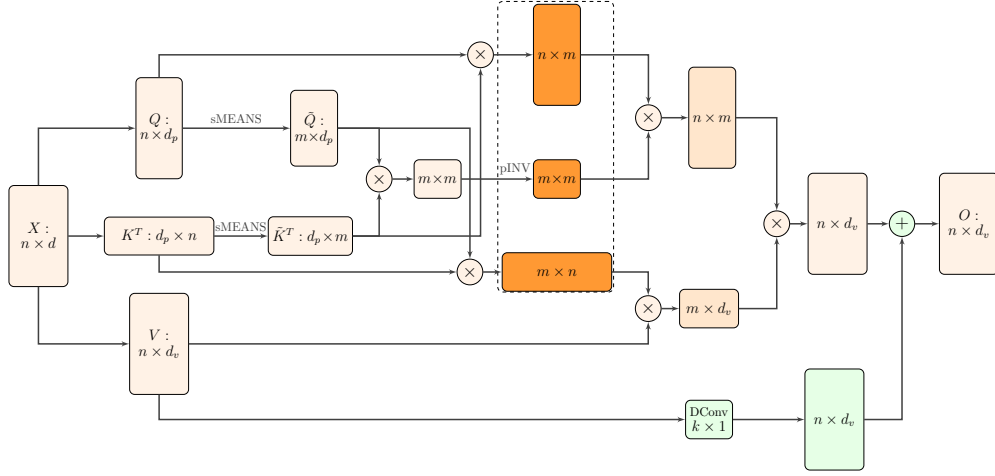 ×
n × m
Q :
n × d_p
sMEANS
Q̃ :
m × d_p
×
n × m
×
m × m
pINV
m × m
X :
n × d
K^T : d_p × n
sMEANS
K̃^T : d_p × m
×
n × d_v
+
O :
n × d_v
×
m × n
V :
n × d_v
×
m × d_v
DConv
k × 1
n × d_v